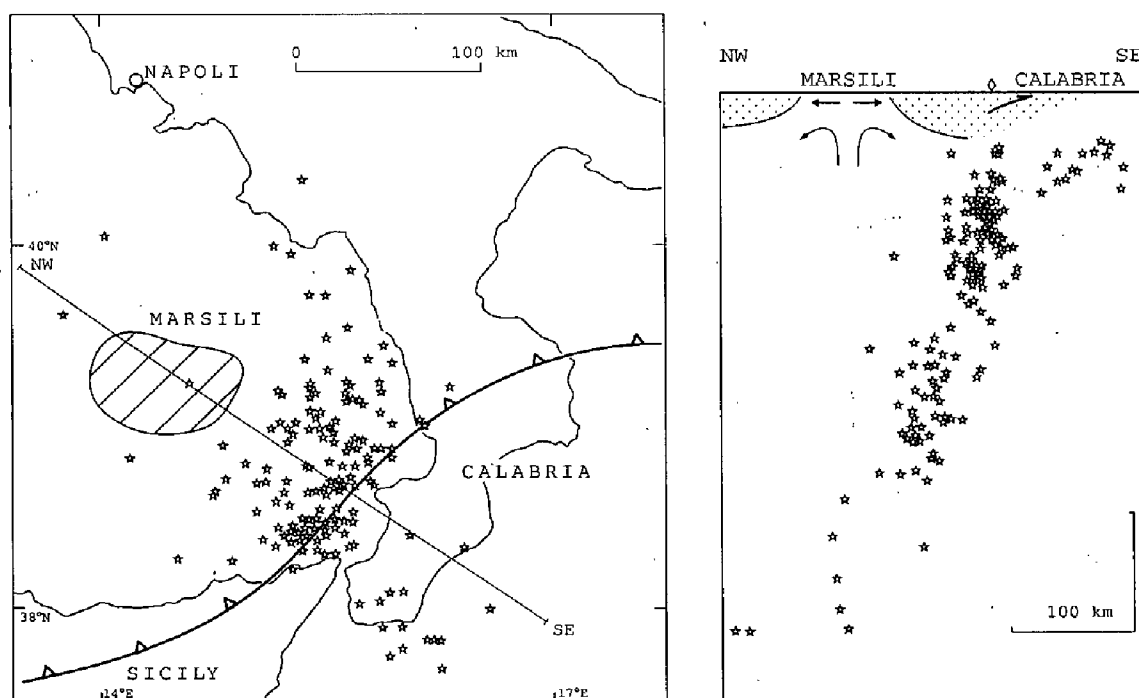 0 100 km
NAPOLI
40°N
NW
MARSILI
CALABRIA
38°N
SE
SICILY
14°E 17°E
NW SE
MARSILI CALABRIA
100 km